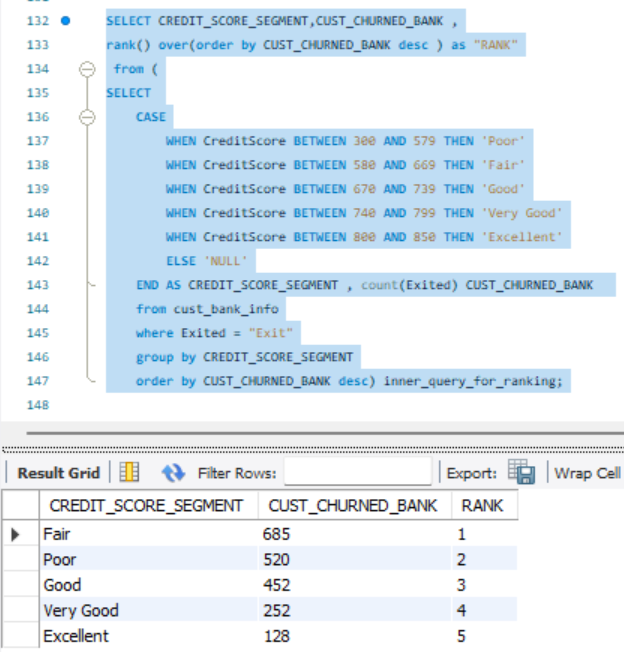 132 SELECT CREDIT_SCORE_SEGMENT,CUST_CHURNED_BANK ,
133 rank() over(order by CUST_CHURNED_BANK desc ) as "RANK"
134 from (
135 SELECT
136 CASE
137 WHEN CreditScore BETWEEN 300 AND 579 THEN 'Poor'
138 WHEN CreditScore BETWEEN 580 AND 669 THEN 'Fair'
139 WHEN CreditScore BETWEEN 670 AND 739 THEN 'Good'
140 WHEN CreditScore BETWEEN 740 AND 799 THEN 'Very Good'
141 WHEN CreditScore BETWEEN 800 AND 850 THEN 'Excellent'
142 ELSE 'NULL'
143 END AS CREDIT_SCORE_SEGMENT , count(Exited) CUST_CHURNED_BANK
144 from cust_bank_info
145 where Exited = "Exit"
146 group by CREDIT_SCORE_SEGMENT
147 order by CUST_CHURNED_BANK desc) inner_query_for_ranking;
148
Result Grid Filter Rows: Export: Wrap Cell
CREDIT_SCORE_SEGMENT CUST_CHURNED_BANK RANK
Fair 685 1
Poor 520 2
Good 452 3
Very Good 252 4
Excellent 128 5